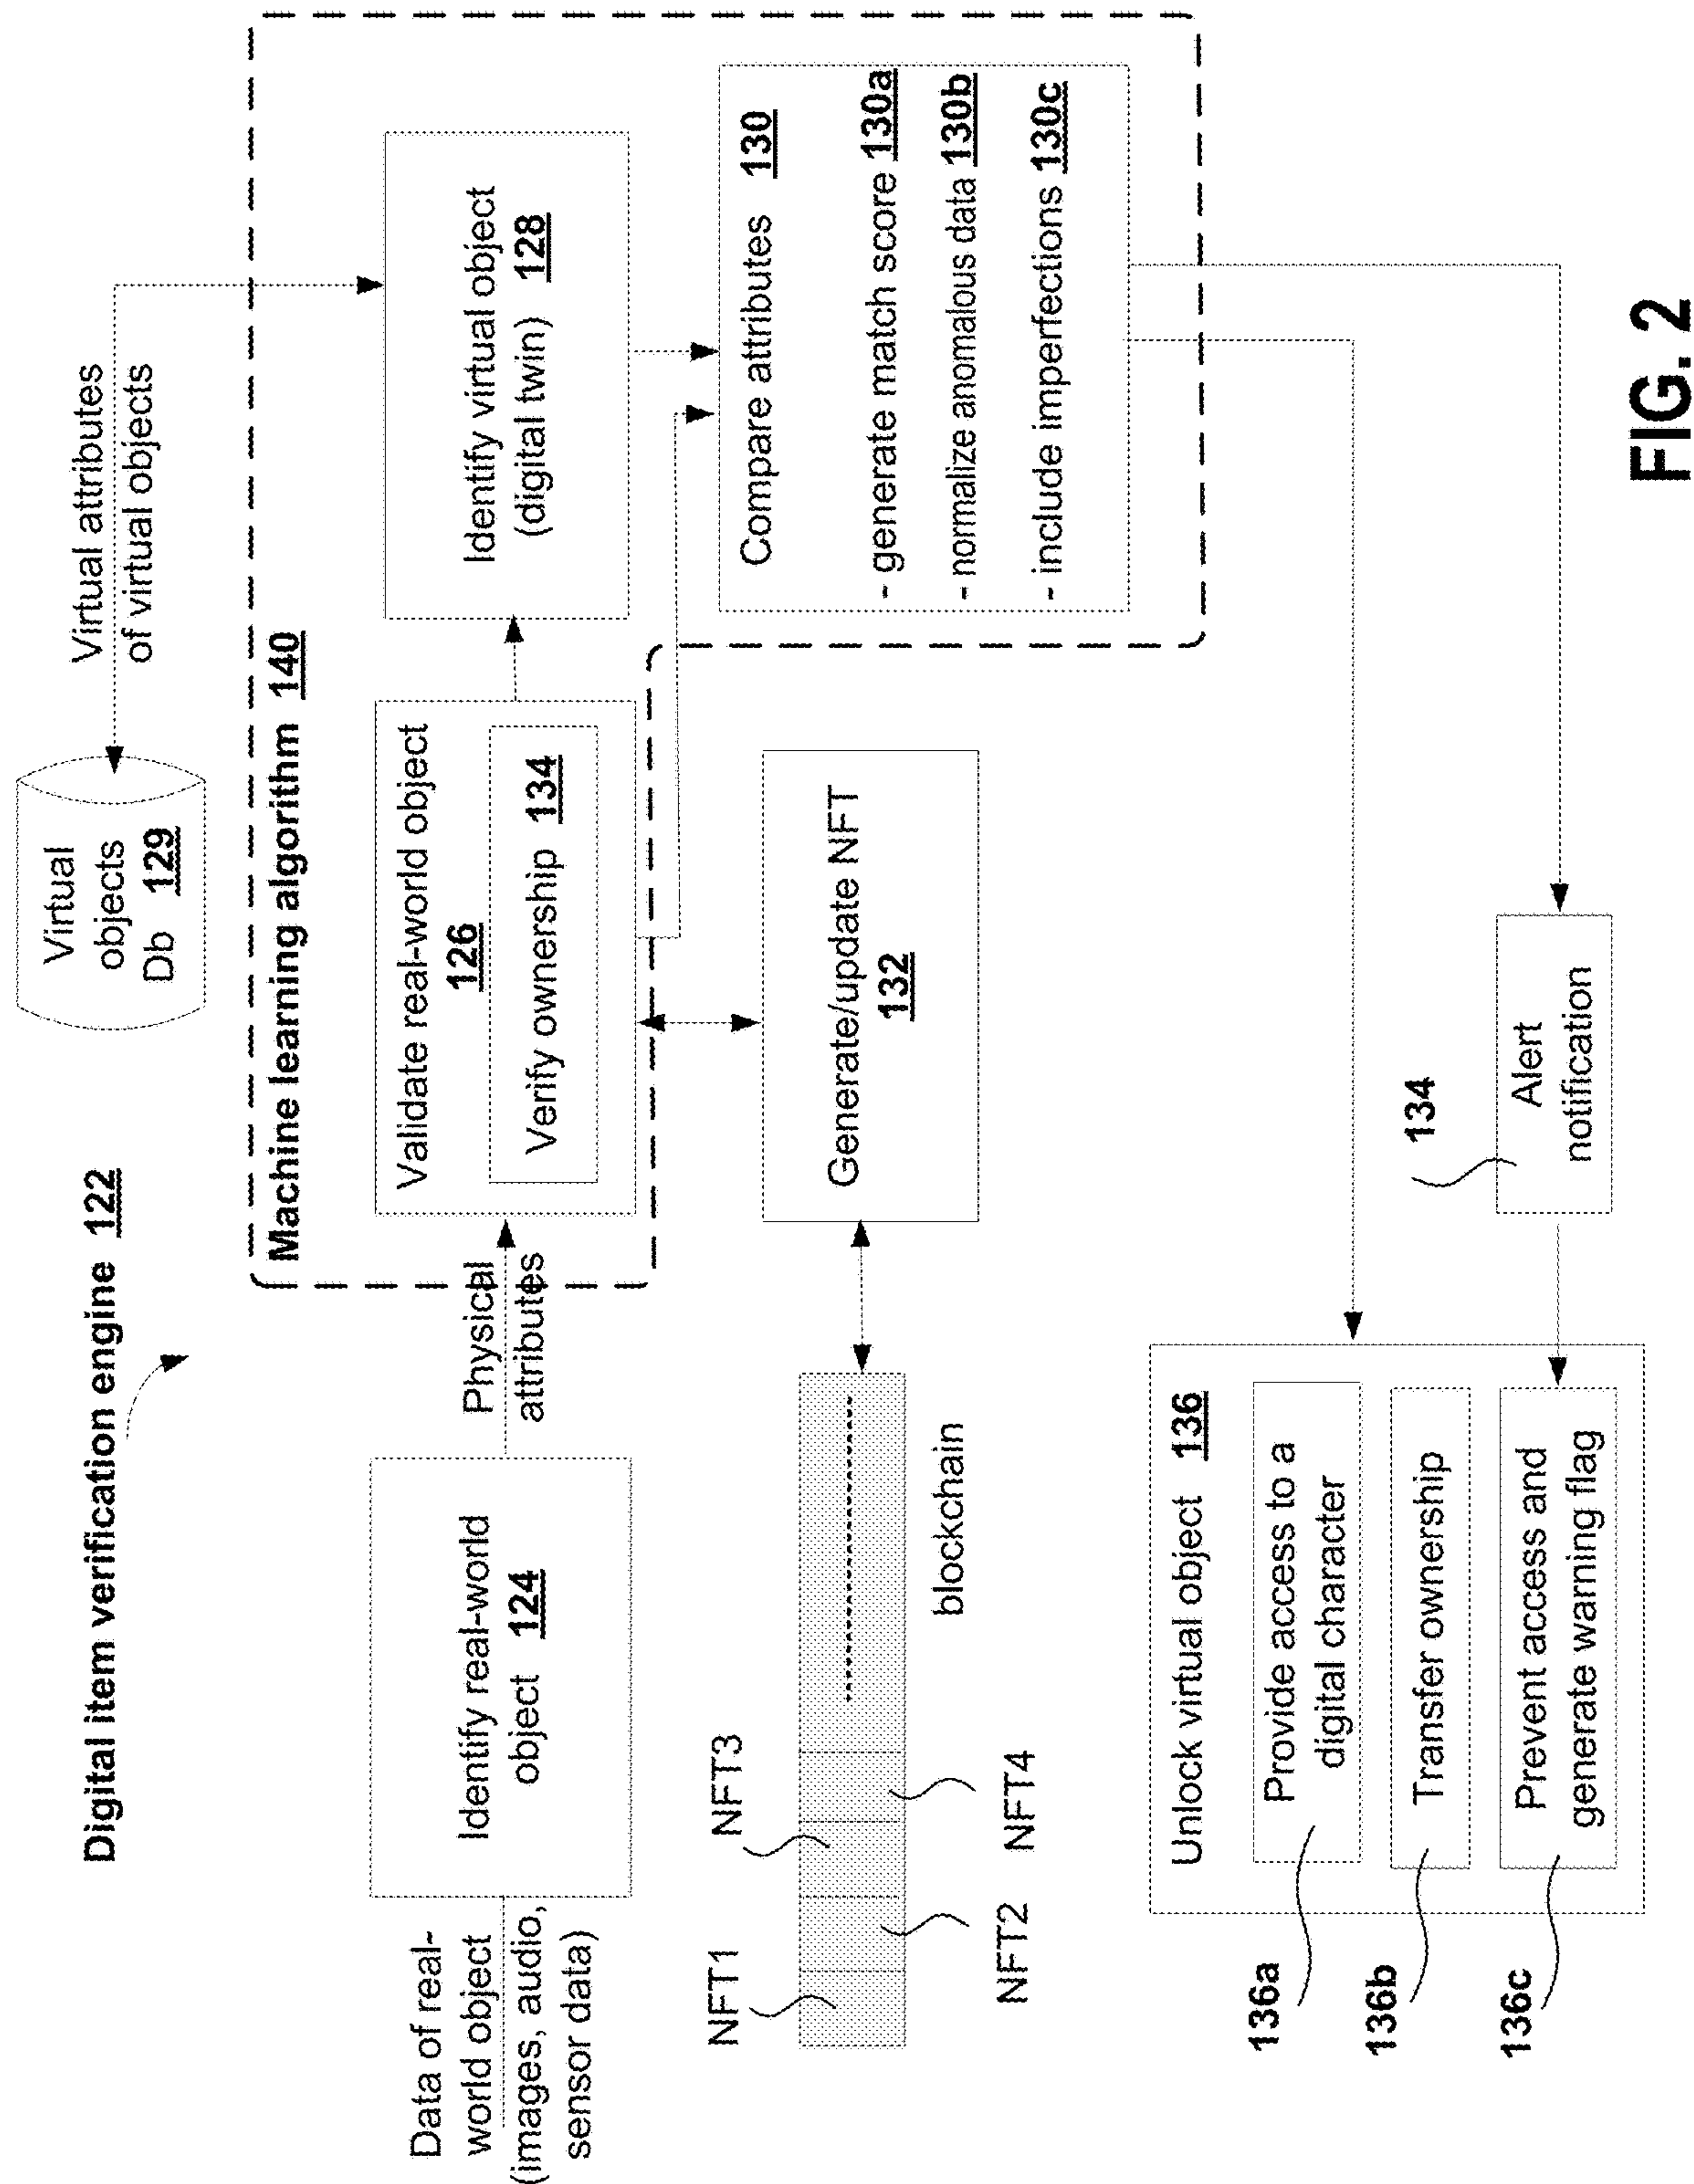 Digital item verification engine 122
Virtual
objects
Db 129
Virtual attributes
of virtual objects
Machine learning algorithm 140
Data of real-
world object
(images, audio,
sensor data)
Identify real-world
object 124
Physical
attributes
Validate real-world object
126
Verify ownership 134
Identify virtual object
(digital twin) 128
Compare attributes 130
- generate match score 130a
- normalize anomalous data 130b
- include imperfections 130c
Generate/update NFT
132
NFT1
NFT3
NFT2
NFT4
blockchain
Unlock virtual object 136
Provide access to a
digital character
Transfer ownership
Prevent access and
generate warning flag
136a
136b
136c
134
Alert
notification
FIG. 2